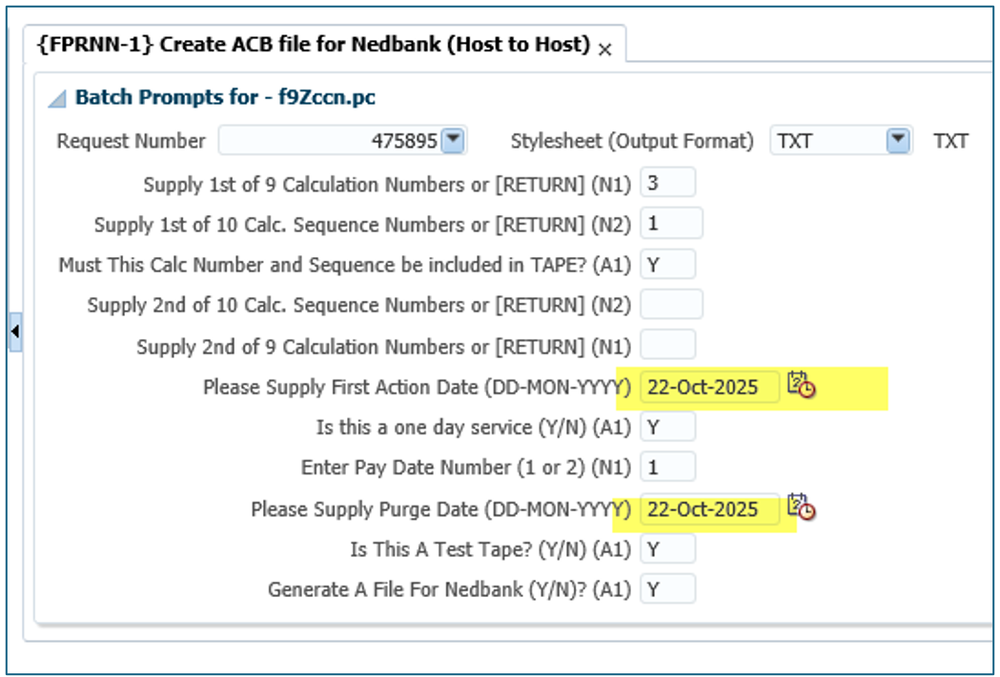 {FPRNN-1} Create ACB file for Nedbank (Host to Host) ×
Batch Prompts for - f9Zccn.pc
Request Number 475895 Stylesheet (Output Format) TXT TXT
Supply 1st of 9 Calculation Numbers or [RETURN] (N1) 3
Supply 1st of 10 Calc. Sequence Numbers or [RETURN] (N2) 1
Must This Calc Number and Sequence be included in TAPE? (A1) Y
Supply 2nd of 10 Calc. Sequence Numbers or [RETURN] (N2)
Supply 2nd of 9 Calculation Numbers or [RETURN] (N1)
Please Supply First Action Date (DD-MON-YYYY) 22-Oct-2025
Is this a one day service (Y/N) (A1) Y
Enter Pay Date Number (1 or 2) (N1) 1
Please Supply Purge Date (DD-MON-YYYY) 22-Oct-2025
Is This A Test Tape? (Y/N) (A1) Y
Generate A File For Nedbank (Y/N)? (A1) Y